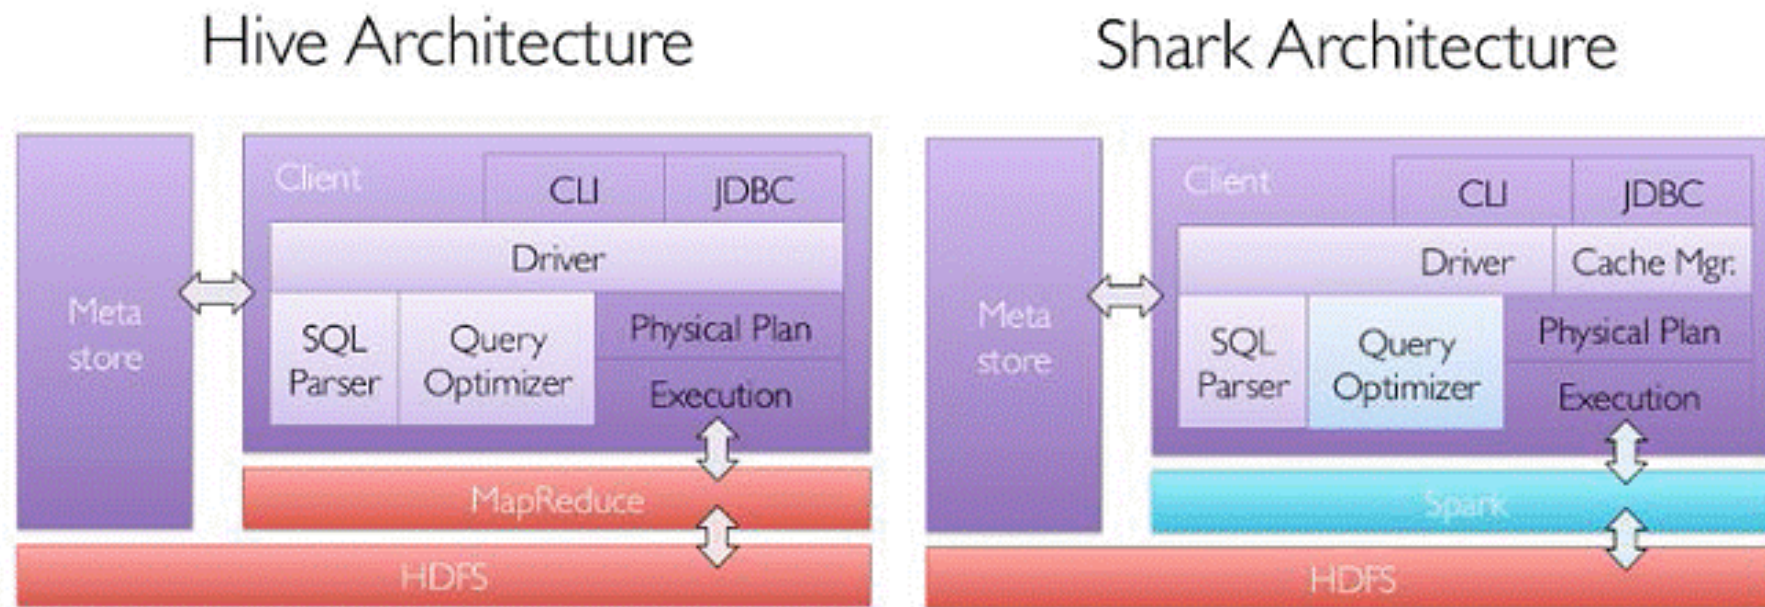 Hive Architecture
Client
CLI
JDBC
Driver
Meta
store
SQL
Parser
Query
Optimizer
Physical Plan
Execution
MapReduce
HDFS
Shark Architecture
Client
CLI
JDBC
Driver
Cache Mgr.
Meta
store
SQL
Parser
Query
Optimizer
Physical Plan
Execution
Spark
HDFS